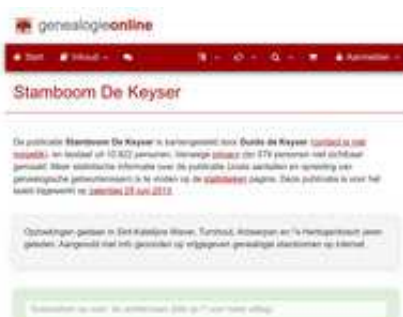 genealogieonline
Start Inhoud Aanmelden
Stamboom De Keyser
De publicatie Stamboom De Keyser is samengesteld door Guido de Keyser (contact is niet
mogelijk), en bestaat uit 10.822 personen. Vanwege privacy zijn 579 personen niet zichtbaar
gemaakt. Meer statistische informatie over de publicatie (zoals aantallen en spreiding van
genealogische gebeurtenissen) is te vinden op de statistieken pagina. Deze publicatie is voor het
laatst bijgewerkt op zaterdag 29 juni 2013.
Opzoekingen gedaan in Sint-Katelijne Waver, Turnhout, Antwerpen en 's Hertogenbosch jaren
geleden. Aangevuld met info gevonden op vrijgegeven genealogie stambomen op internet.